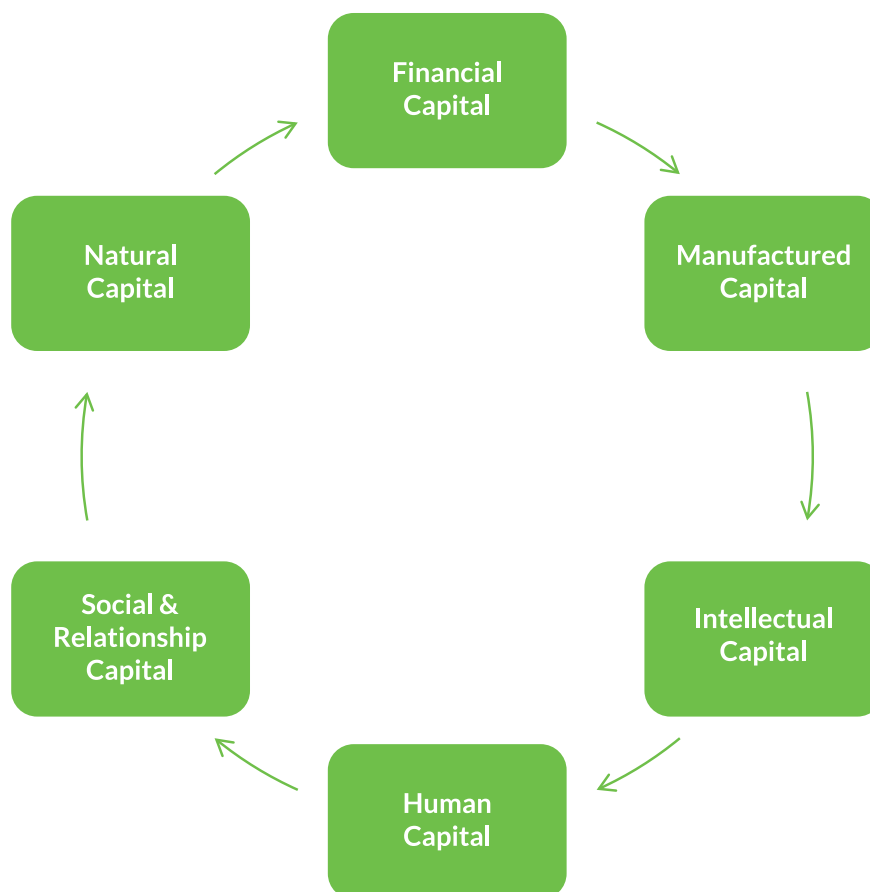 Financial
Capital
Manufactured
Capital
Intellectual
Capital
Human
Capital
Social &
Relationship
Capital
Natural
Capital